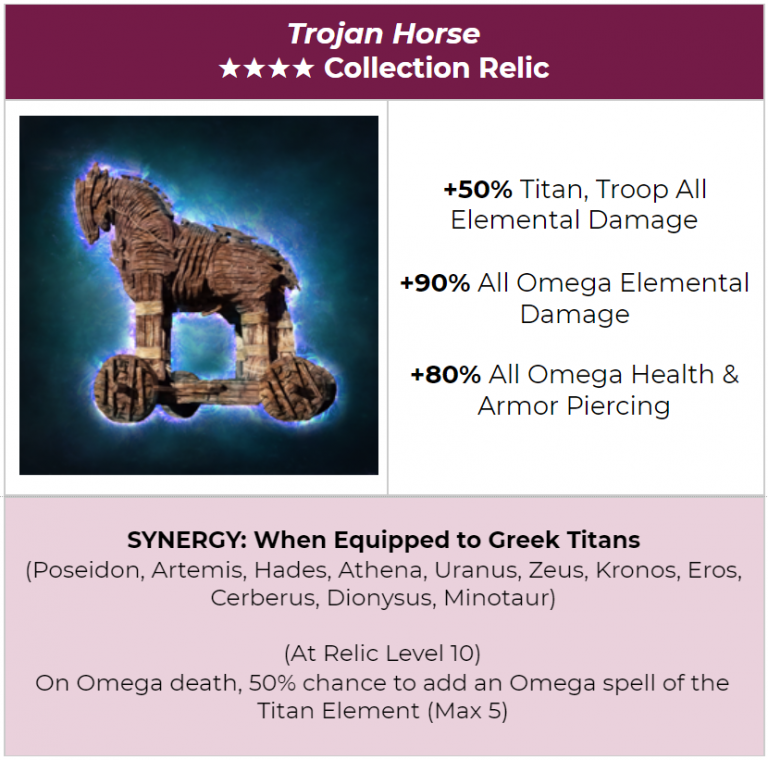 Trojan Horse
★★★★ Collection Relic
+50% Titan, Troop All
Elemental Damage
+90% All Omega Elemental
Damage
+80% All Omega Health &
Armor Piercing
SYNERGY: When Equipped to Greek Titans
(Poseidon, Artemis, Hades, Athena, Uranus, Zeus, Kronos, Eros,
Cerberus, Dionysus, Minotaur)
(At Relic Level 10)
On Omega death, 50% chance to add an Omega spell of the
Titan Element (Max 5)